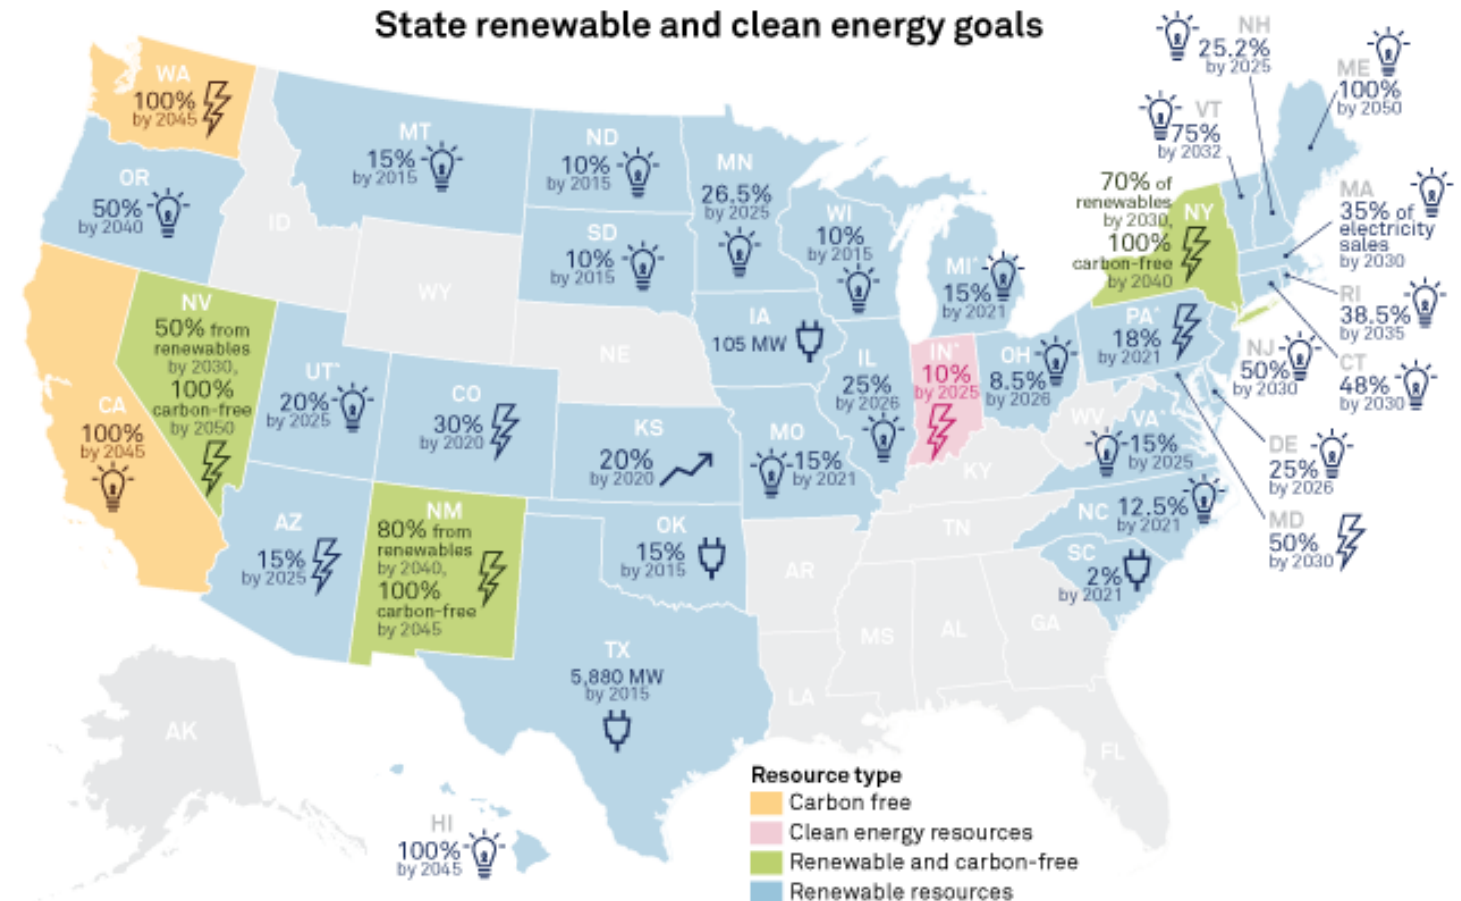 State renewable and clean energy goals
WA
100%
by 2045
OR
50%
by 2040
CA
100%
by 2045
NV
50% from
renewables
by 2030,
100%
carbon-free
by 2050
ID
MT
15%
by 2015
WY
UT^
20%
by 2025
CO
30%
by 2020
AZ
15%
by 2025
NM
80% from
renewables
by 2040,
100%
carbon-free
by 2045
ND
10%
by 2015
SD
10%
by 2015
NE
KS
20%
by 2020
OK
15%
by 2015
TX
5,880 MW
by 2015
MN
26.5%
by 2025
IA
105 MW
MO
15%
by 2021
AR
LA
WI
10%
by 2015
IL
25%
by 2026
MI^
15%
by 2021
IN^
10%
by 2025
OH
8.5%
by 2026
KY
TN
MS
AL
GA
FL
SC
2%
by 2021
NC
12.5%
by 2021
VA^
15%
by 2025
WV
PA^
18%
by 2021
70% of
renewables
by 2030,
100%
carbon-free
by 2040
NY
VT
75%
by 2032
NH
25.2%
by 2025
ME
100%
by 2050
MA
35% of
electricity
sales
by 2030
RI
38.5%
by 2035
CT
48%
by 2030
NJ
50%
by 2030
DE
25%
by 2026
MD
50%
by 2030
AK
HI
100%
by 2045
Resource type
Carbon free
Clean energy resources
Renewable and carbon-free
Renewable resources